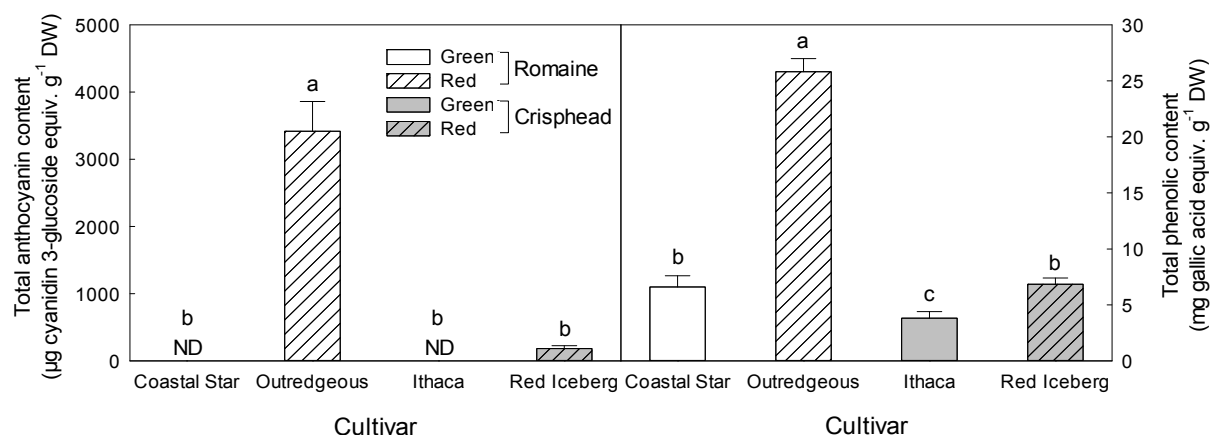 Total anthocyanin content
(µg cyanidin 3-glucoside equiv. g-1 DW)
5000
4000
3000
2000
1000
0
Green
Red
Romaine
Green
Red
Crisphead
b
ND
a
b
ND
b
Coastal Star
Outredgeous
Ithaca
Red Iceberg
Cultivar
b
a
c
b
Coastal Star
Outredgeous
Ithaca
Red Iceberg
Cultivar
30
25
20
15
10
5
0
Total phenolic content
(mg gallic acid equiv. g-1 DW)